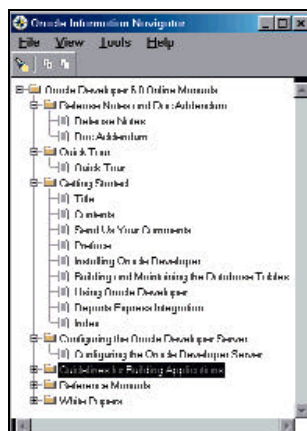 Oracle Information Navigator
File View Tools Help
Oracle Developer 6.0 Online Manuals
Release Notes and Doc Addendum
Release Notes
Doc Addendum
Quick Tour
Quick Tour
Getting Started
Title
Contents
Send Us Your Comments
Preface
Installing Oracle Developer
Building and Maintaining the Database Tables
Using Oracle Developer
Reports Express Integration
Index
Configuring the Oracle Developer Server
Configuring the Oracle Developer Server
Guidelines for Building Applications
Reference Manuals
White Papers